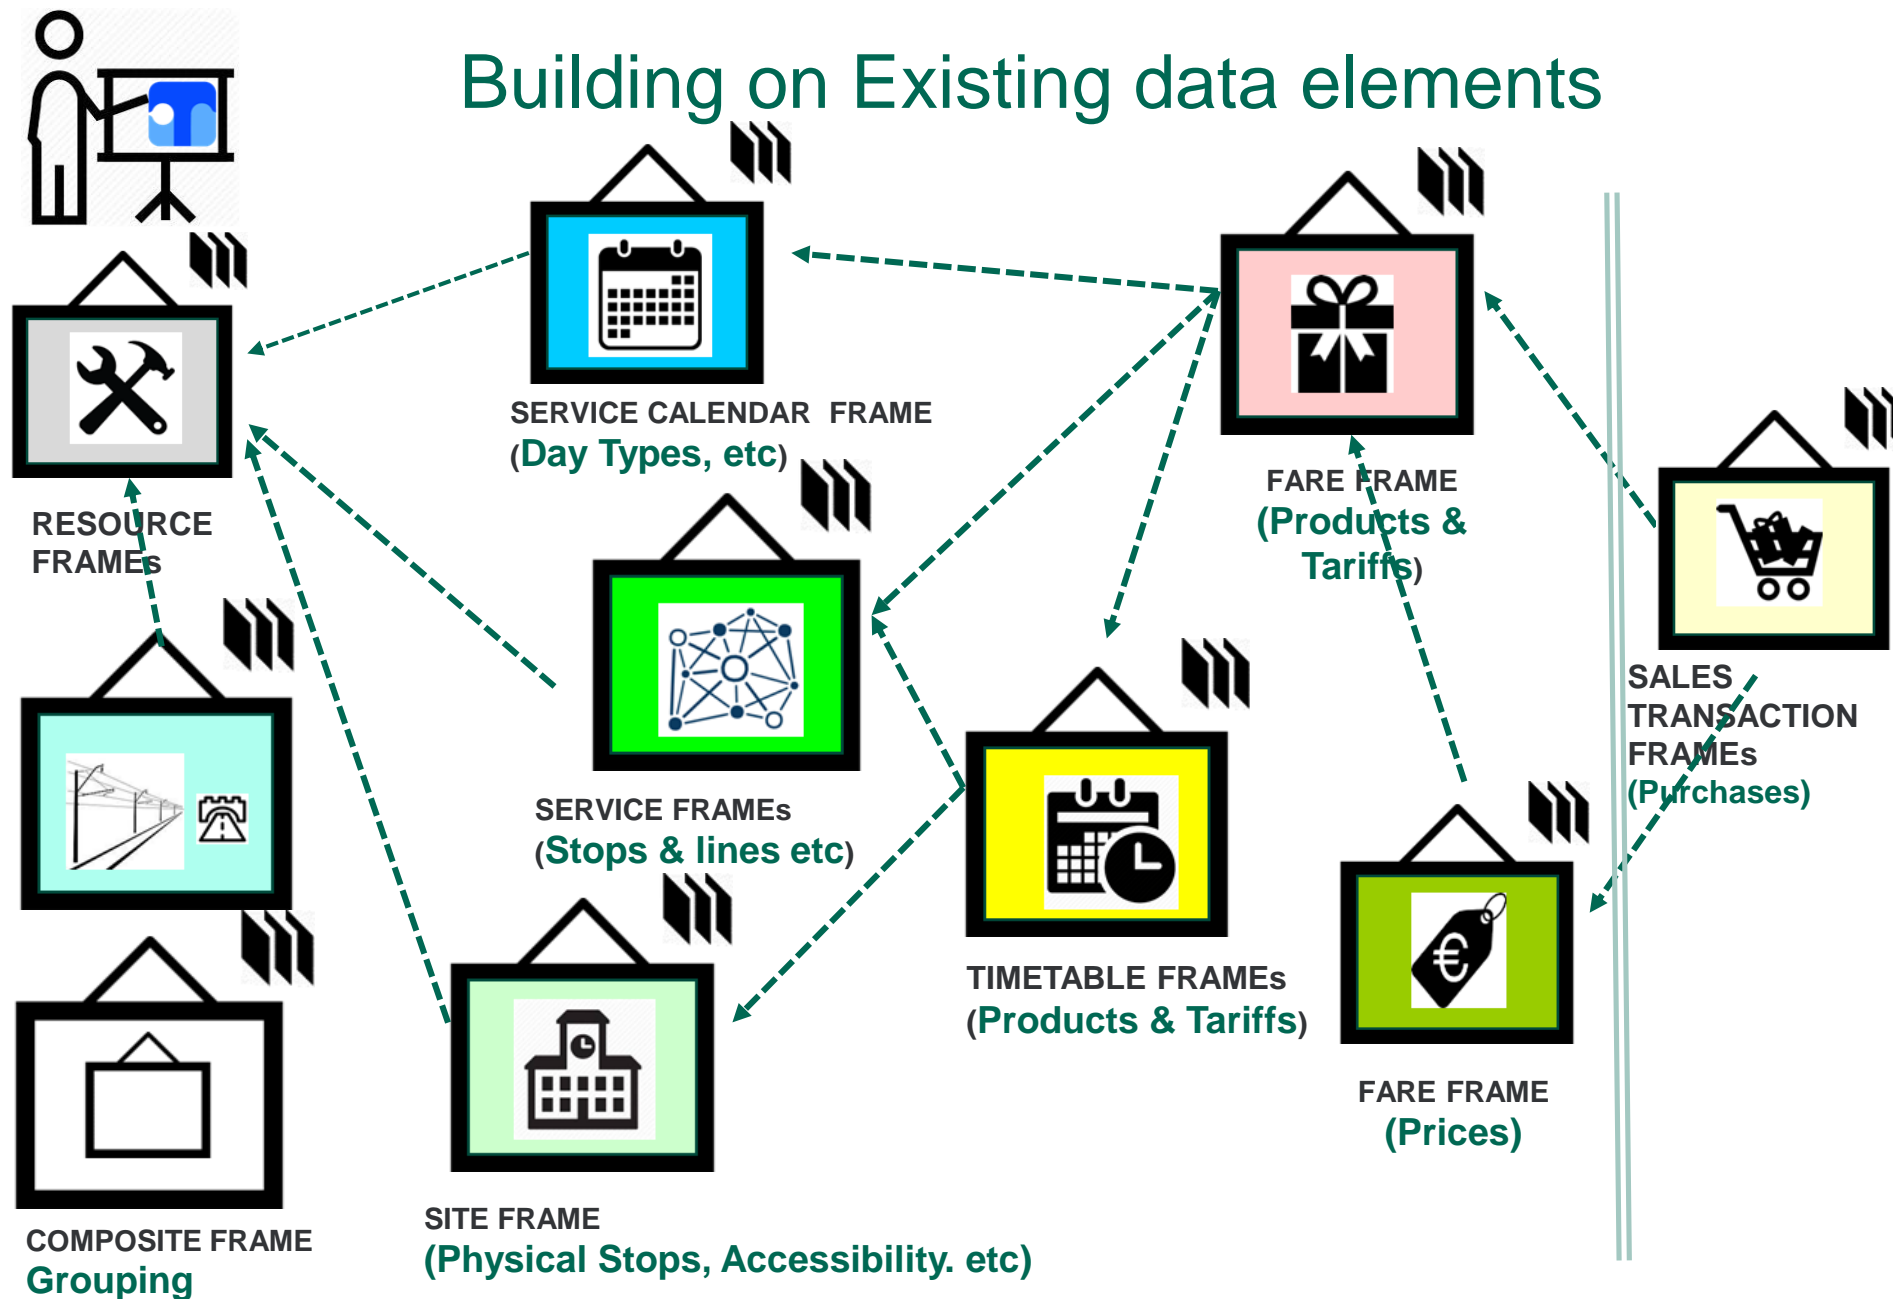 Building on Existing data elements
SERVICE CALENDAR  FRAME
(Day Types, etc)
FARE FRAME
(Products &
Tariffs)
RESOURCE
FRAMEs
SALES
TRANSACTION
FRAMEs
(Purchases)
SERVICE FRAMEs
(Stops & lines etc)
TIMETABLE FRAMEs
(Products & Tariffs)
€
FARE FRAME
(Prices)
SITE FRAME
(Physical Stops, Accessibility. etc)
COMPOSITE FRAME
Grouping